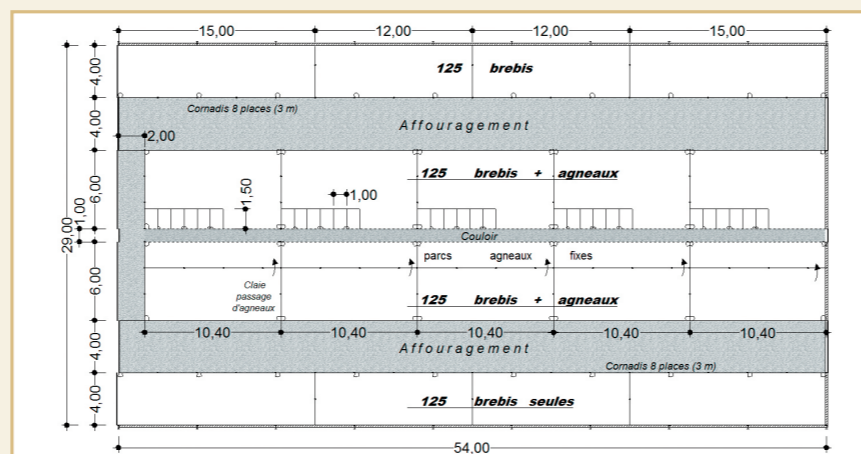 15,00 12,00 12,00 15,00
4,00
125 brebis
Cornadis 8 places (3 m)
4,00
Affouragement
2,00
6,00
125 brebis + agneaux
1,50
1,00
29,00
1,00
Couloir
parcs agneaux fixes
6,00
Claie
passage
d'agneaux
125 brebis + agneaux
10,40 10,40 10,40 10,40 10,40
4,00
Affouragement
Cornadis 8 places (3 m)
4,00
125 brebis seules
54,00